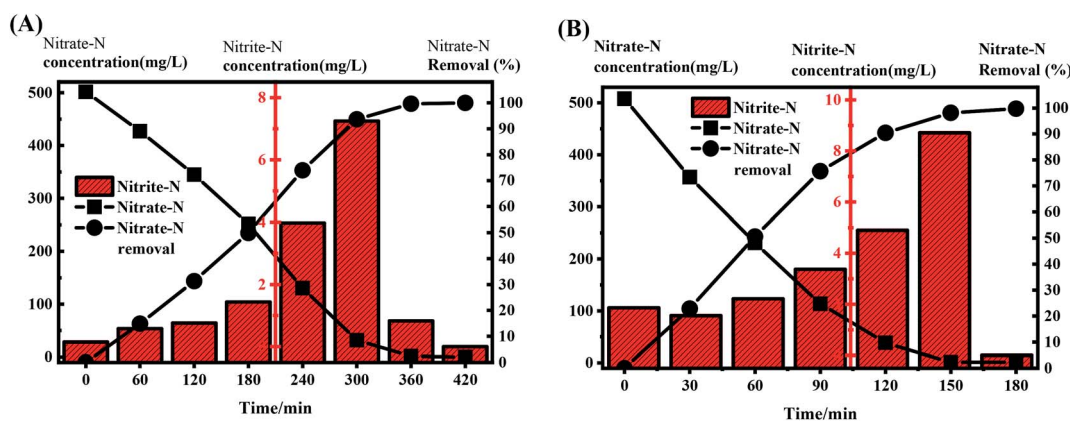 (A)
Nitrate-N
concentration(mg/L)
Nitrite-N
concentration(mg/L)
Nitrate-N
Removal (%)
500
400
300
250
200
100
0
8
6
4
2
0
100
90
80
70
60
50
40
30
20
10
0
Nitrite-N
Nitrate-N
Nitrate-N
removal
0 60 120 180 240 300 360 420
Time/min
(B)
Nitrate-N
concentration(mg/L)
Nitrite-N
concentration(mg/L)
Nitrate-N
Removal (%)
500
400
300
250
200
100
0
10
8
6
4
2
0
100
90
80
70
60
50
40
30
20
10
0
Nitrite-N
Nitrate-N
Nitrate-N
removal
0 30 60 90 120 150 180
Time/min